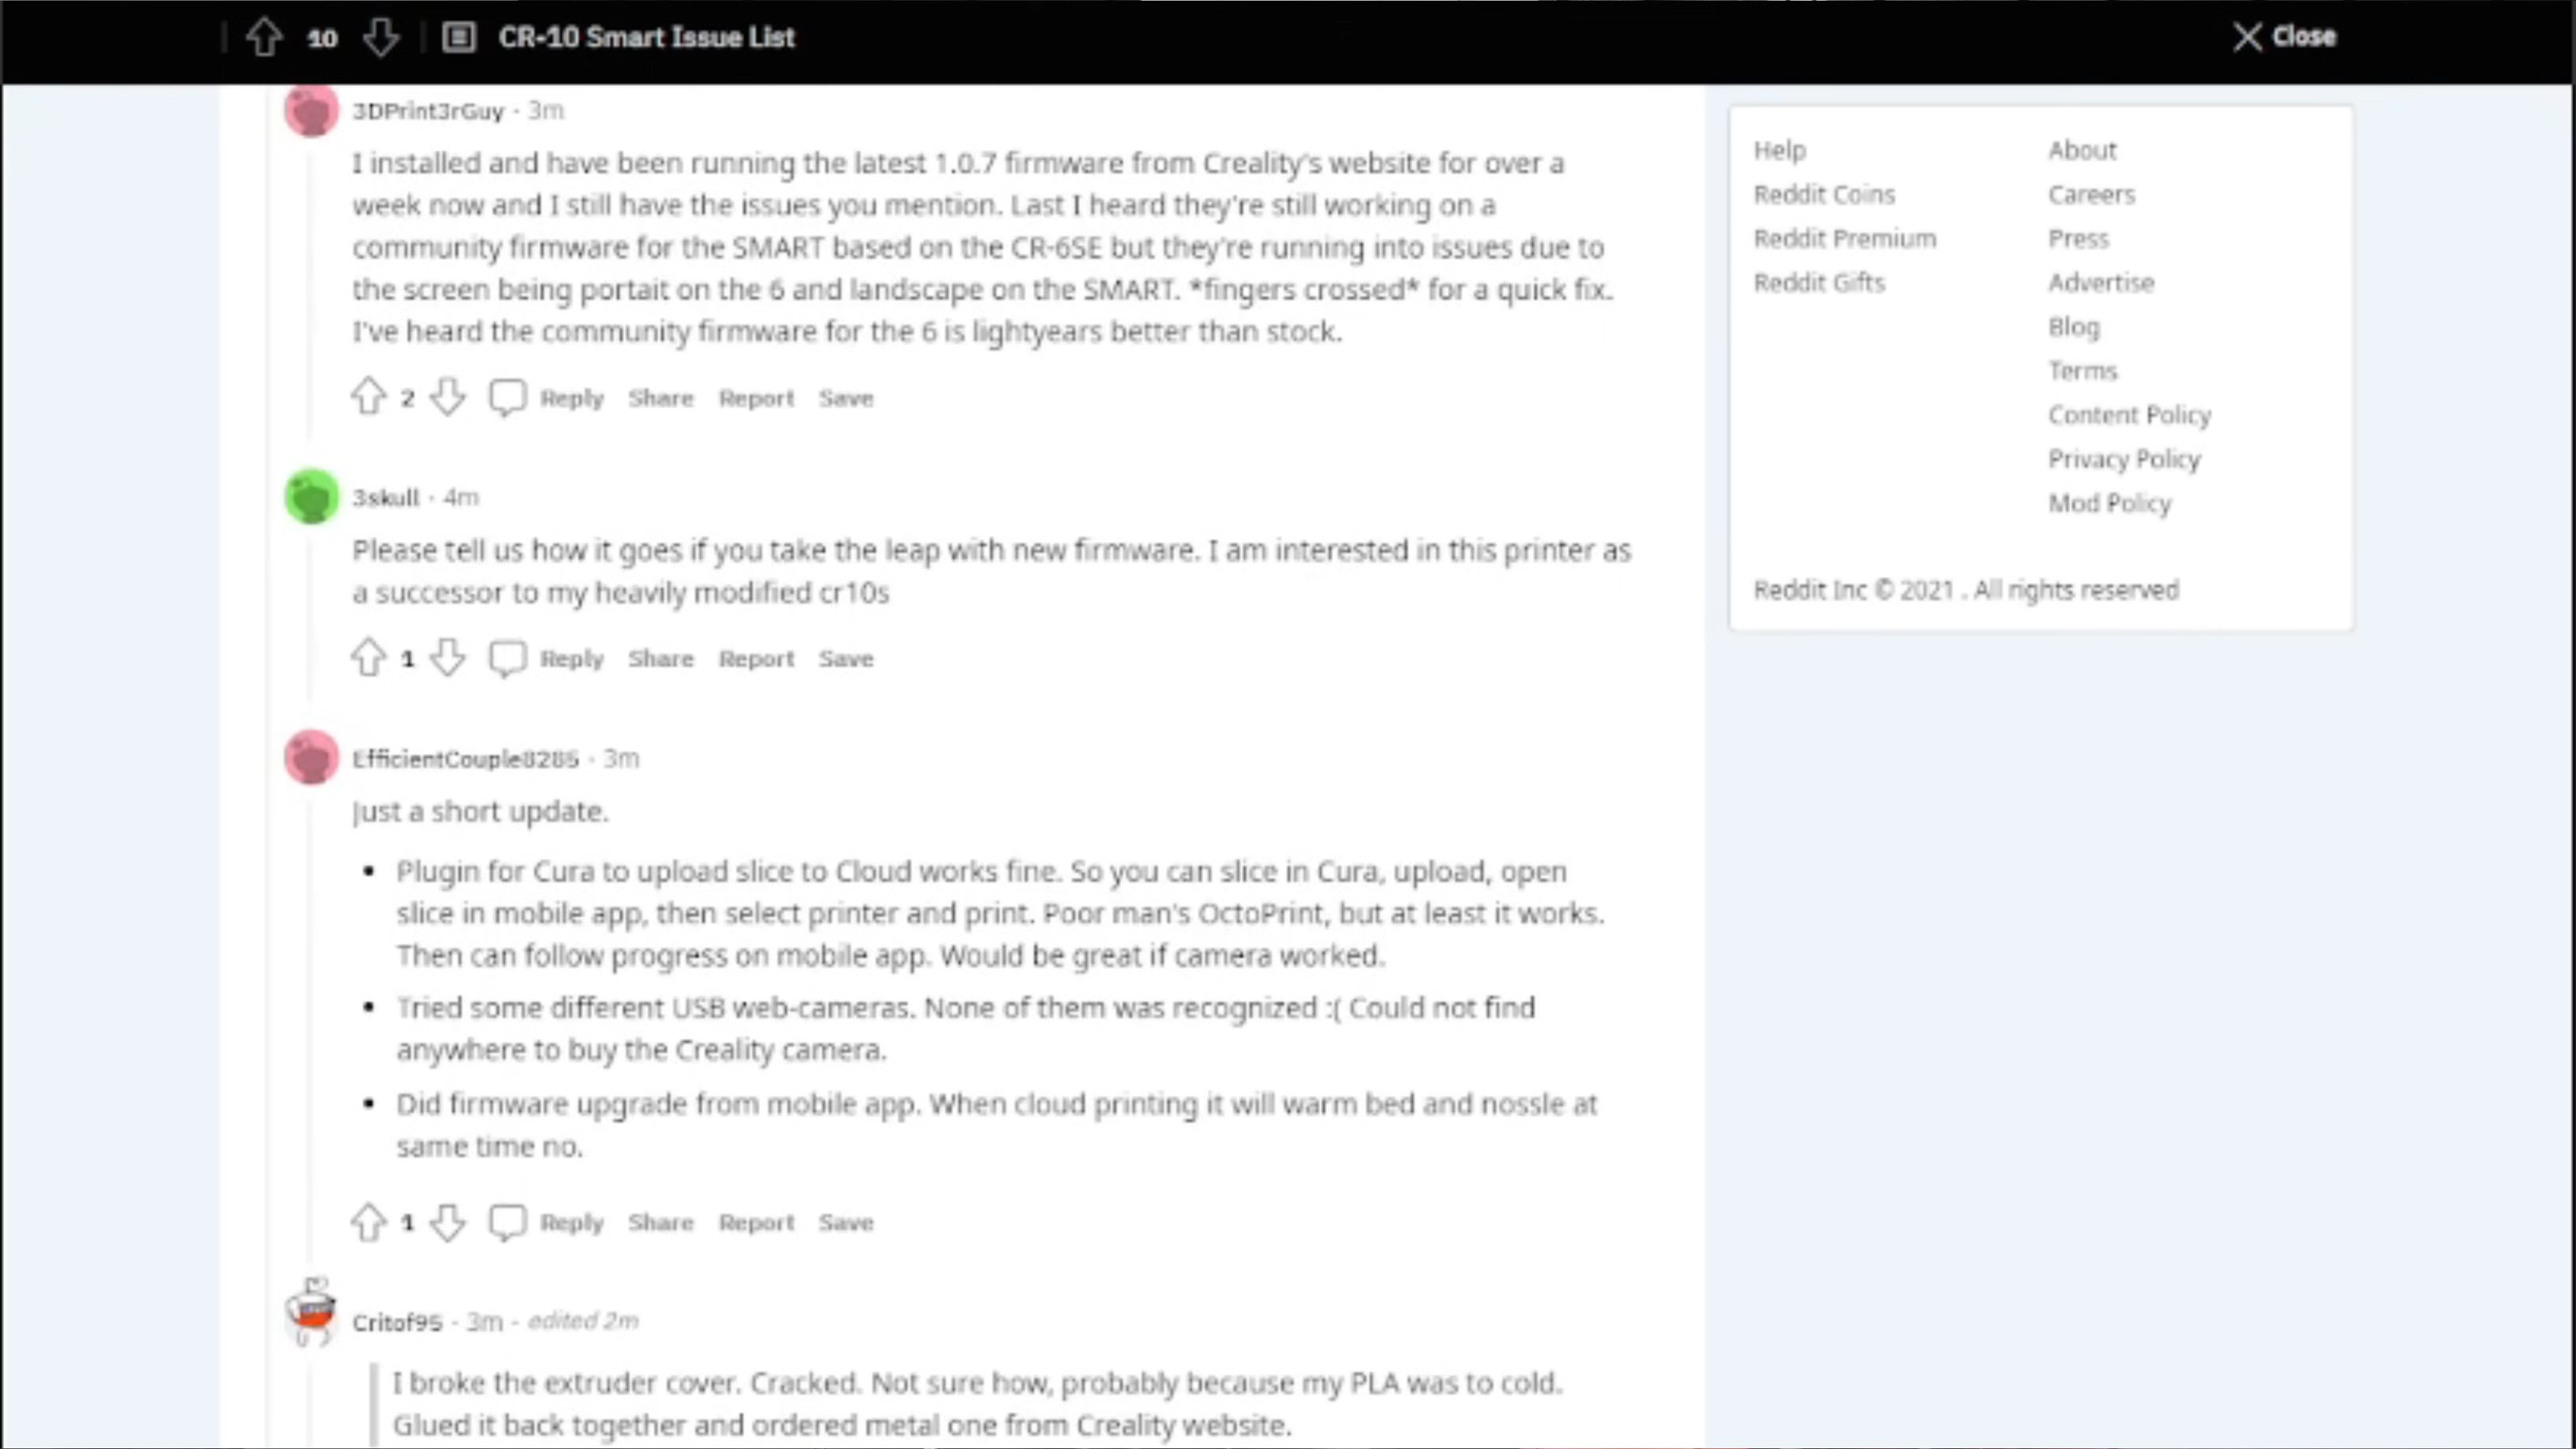 10 CR-10 Smart Issue List Close
3DPrint3rGuy · 3m
I installed and have been running the latest 1.0.7 firmware from Creality's website for over a
week now and I still have the issues you mention. Last I heard they're still working on a
community firmware for the SMART based on the CR-6SE but they're running into issues due to
the screen being portait on the 6 and landscape on the SMART. *fingers crossed* for a quick fix.
I've heard the community firmware for the 6 is lightyears better than stock.
2 Reply Share Report Save
3skull · 4m
Please tell us how it goes if you take the leap with new firmware. I am interested in this printer as
a successor to my heavily modified cr10s
1 Reply Share Report Save
EfficientCouple8285 · 3m
Just a short update.
• Plugin for Cura to upload slice to Cloud works fine. So you can slice in Cura, upload, open
slice in mobile app, then select printer and print. Poor man's OctoPrint, but at least it works.
Then can follow progress on mobile app. Would be great if camera worked.
• Tried some different USB web-cameras. None of them was recognized :( Could not find
anywhere to buy the Creality camera.
• Did firmware upgrade from mobile app. When cloud printing it will warm bed and nossle at
same time no.
1 Reply Share Report Save
Critof95 · 3m · edited 2m
I broke the extruder cover. Cracked. Not sure how, probably because my PLA was to cold.
Glued it back together and ordered metal one from Creality website.
Help
Reddit Coins
Reddit Premium
Reddit Gifts
About
Careers
Press
Advertise
Blog
Terms
Content Policy
Privacy Policy
Mod Policy
Reddit Inc © 2021 . All rights reserved